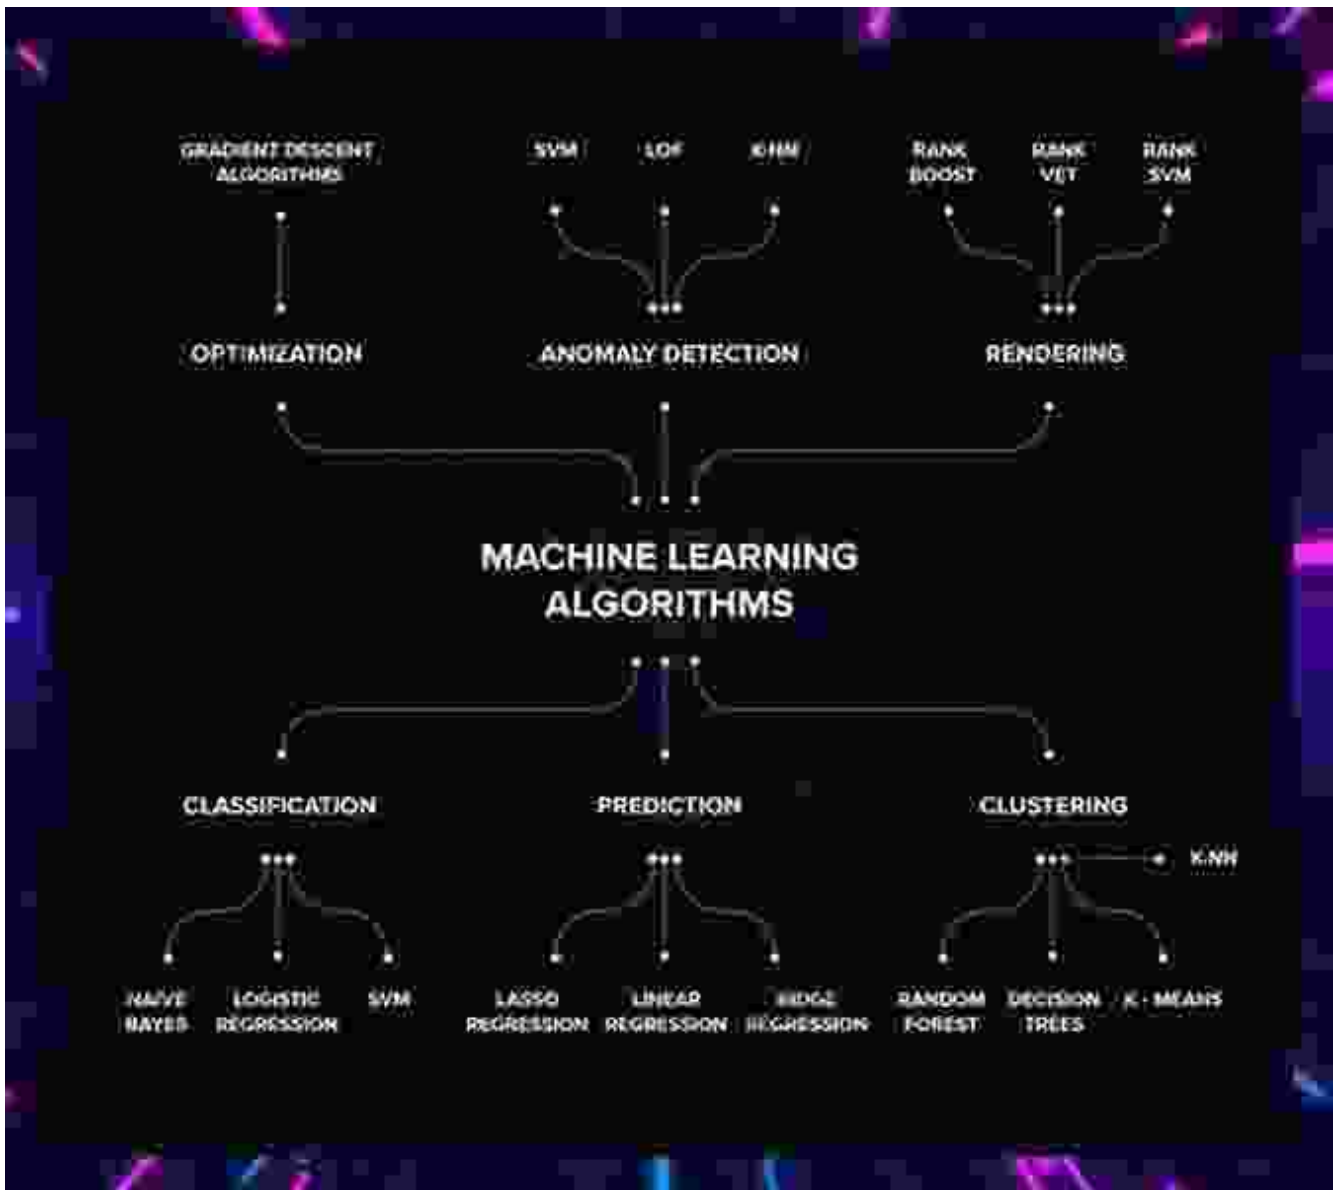 GRADIENT DESCENT
ALGORITHMS
SVM
LOF
K-NN
RANK
BOOST
RANK
VET
RANK
SVM
OPTIMIZATION
ANOMALY DETECTION
RENDERING
MACHINE LEARNING
ALGORITHMS
CLASSIFICATION
PREDICTION
CLUSTERING
K-NN
NAIVE
BAYES
LOGISTIC
REGRESSION
SVM
LASSO
REGRESSION
LINEAR
REGRESSION
RIDGE
REGRESSION
RANDOM
FOREST
DECISION
TREES
K - MEANS